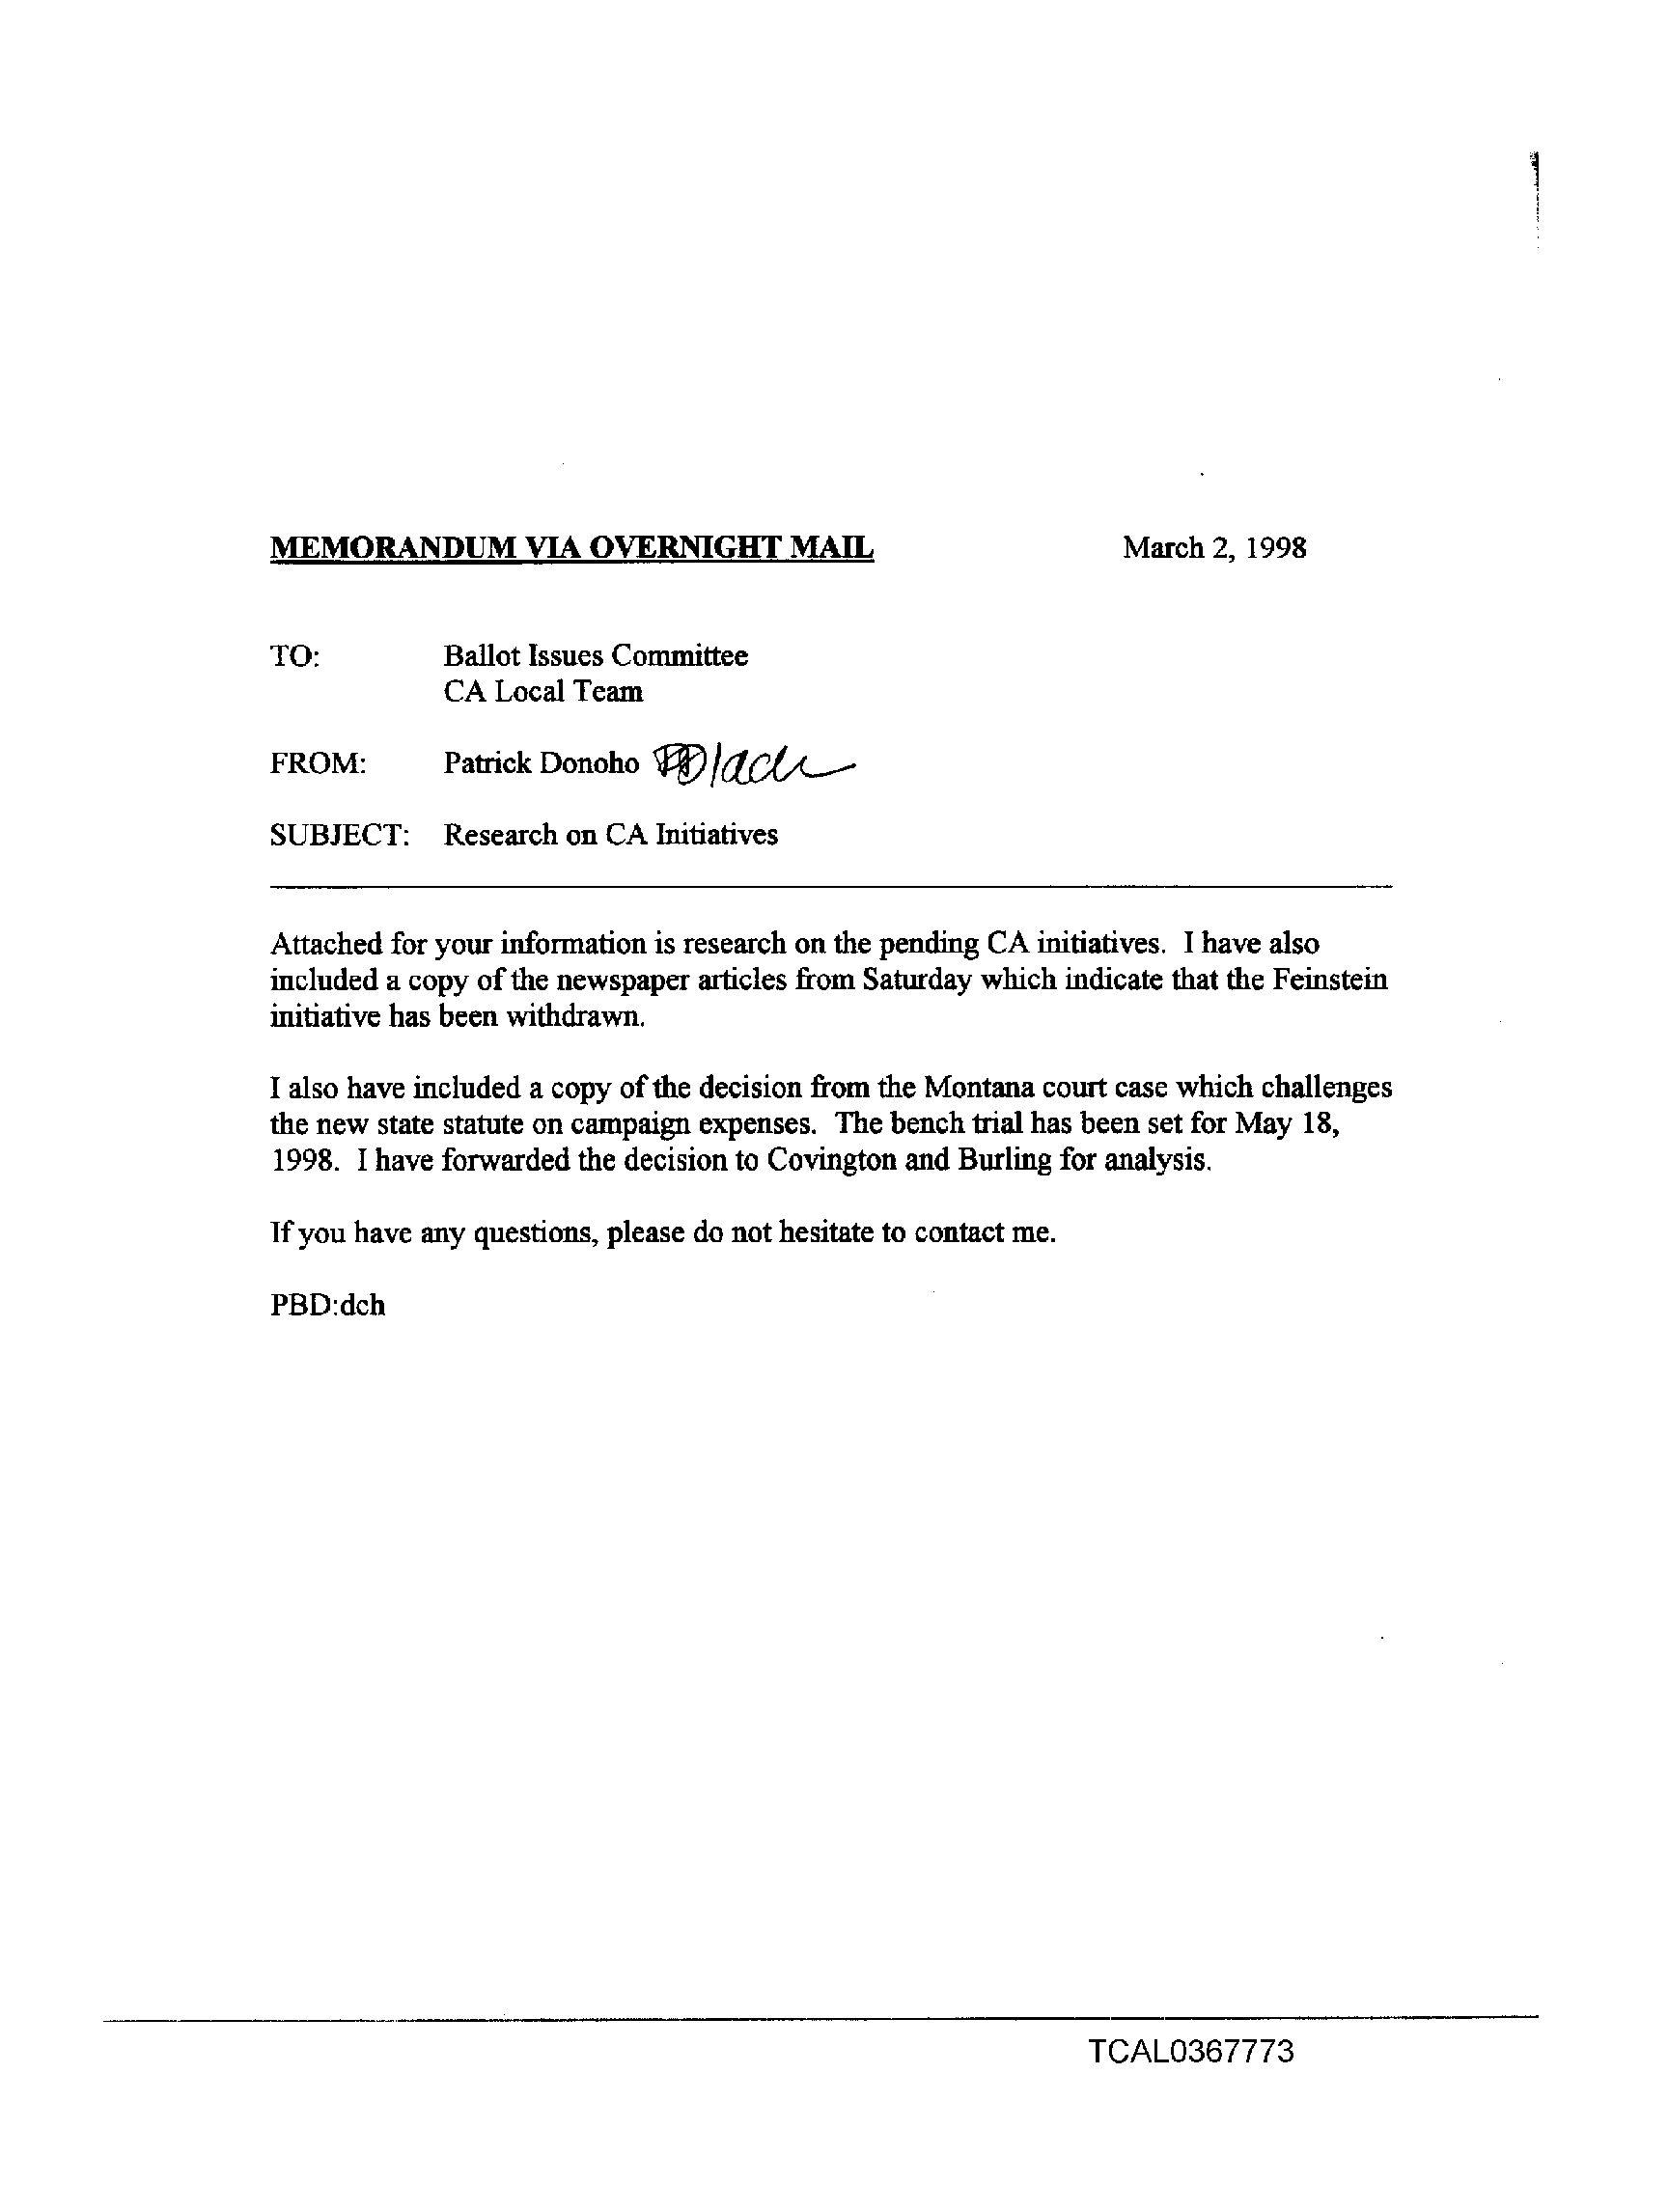 MEMORANDUM VIA OVERNIGHT MAIL March 2, 1998
TO: Ballot Issues Committee
CA Local Team
FROM: Patrick Donoho
SUBJECT: Research on CA Initiatives
Attached for your information is research on the pending CA initiatives. I have also
included a copy of the newspaper articles from Saturday which indicate that the Feinstein
initiative has been withdrawn.
I also have included a copy of the decision from the Montana court case which challenges
the new state statute on campaign expenses. The bench trial has been set for May 18,
1998. I have forwarded the decision to Covington and Burling for analysis.
If you have any questions, please do not hesitate to contact me.
PBD:dch
TCAL0367773